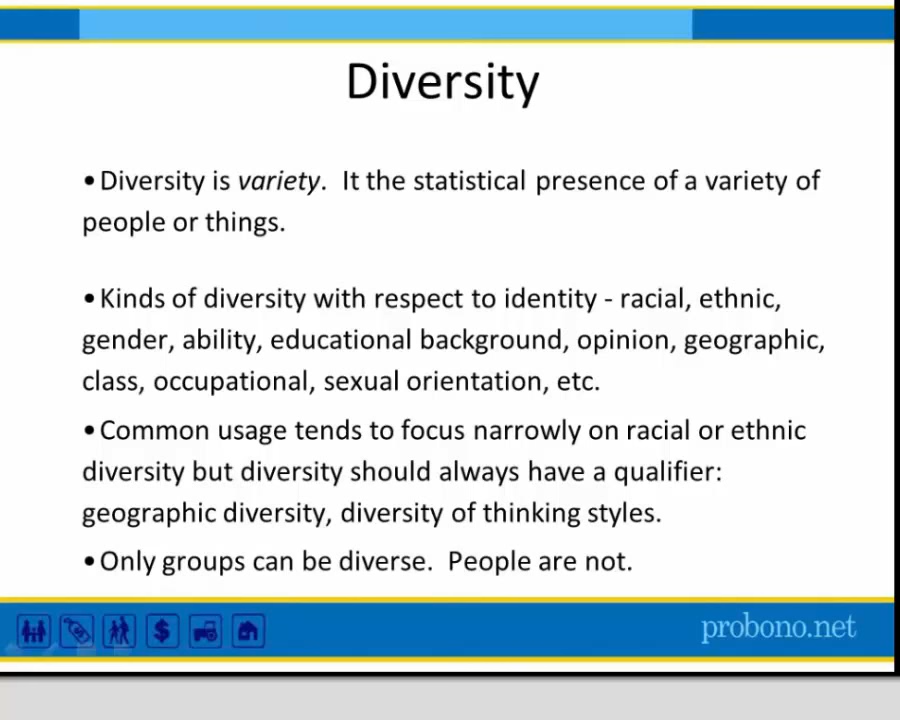 Diversity
•Diversity is variety.  It the statistical presence of a variety of
people or things.
•Kinds of diversity with respect to identity - racial, ethnic,
gender, ability, educational background, opinion, geographic,
class, occupational, sexual orientation, etc.
•Common usage tends to focus narrowly on racial or ethnic
diversity but diversity should always have a qualifier:
geographic diversity, diversity of thinking styles.
•Only groups can be diverse.  People are not.
$
probono.net